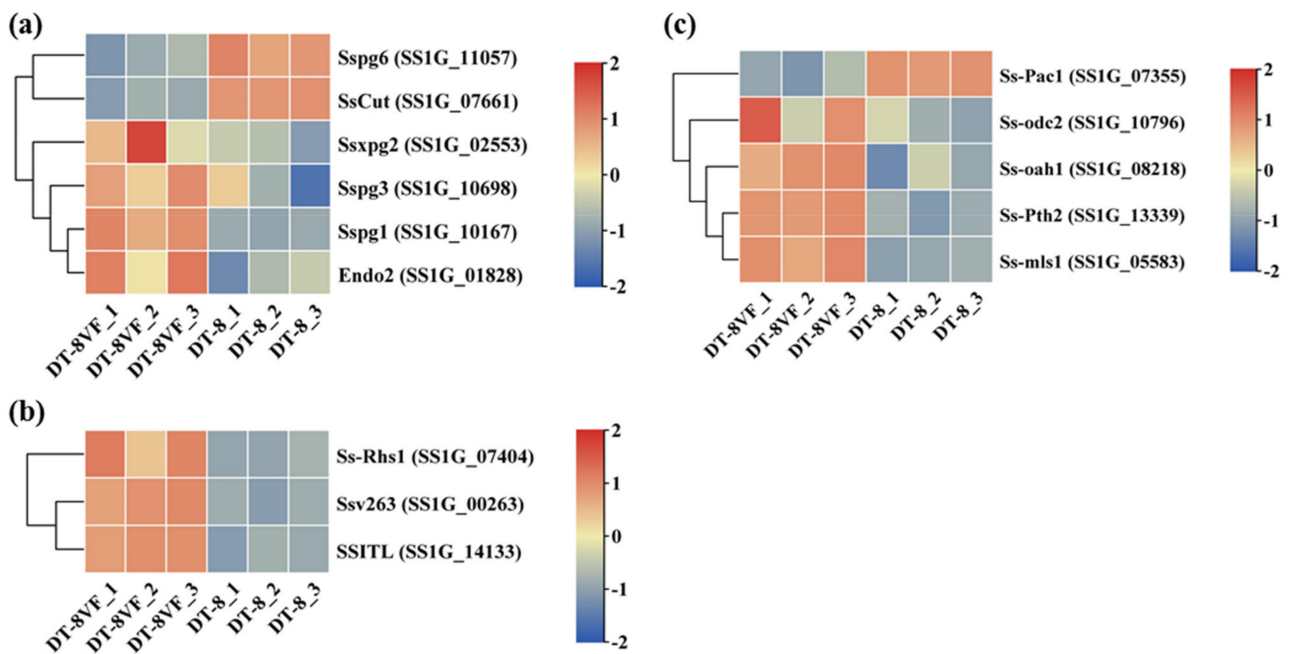 (a)
Sspg6 (SS1G_11057)
SsCut (SS1G_07661)
Ssxpg2 (SS1G_02553)
Sspg3 (SS1G_10698)
Sspg1 (SS1G_10167)
Endo2 (SS1G_01828)
2
1
0
-1
-2
DT-8VF_1
DT-8VF_2
DT-8VF_3
DT-8_1
DT-8_2
DT-8_3
(c)
Ss-Pac1 (SS1G_07355)
Ss-odc2 (SS1G_10796)
Ss-oah1 (SS1G_08218)
Ss-Pth2 (SS1G_13339)
Ss-mls1 (SS1G_05583)
2
1
0
-1
-2
DT-8VF_1
DT-8VF_2
DT-8VF_3
DT-8_1
DT-8_2
DT-8_3
(b)
Ss-Rhs1 (SS1G_07404)
Ssv263 (SS1G_00263)
SSITL (SS1G_14133)
2
1
0
-1
-2
DT-8VF_1
DT-8VF_2
DT-8VF_3
DT-8_1
DT-8_2
DT-8_3